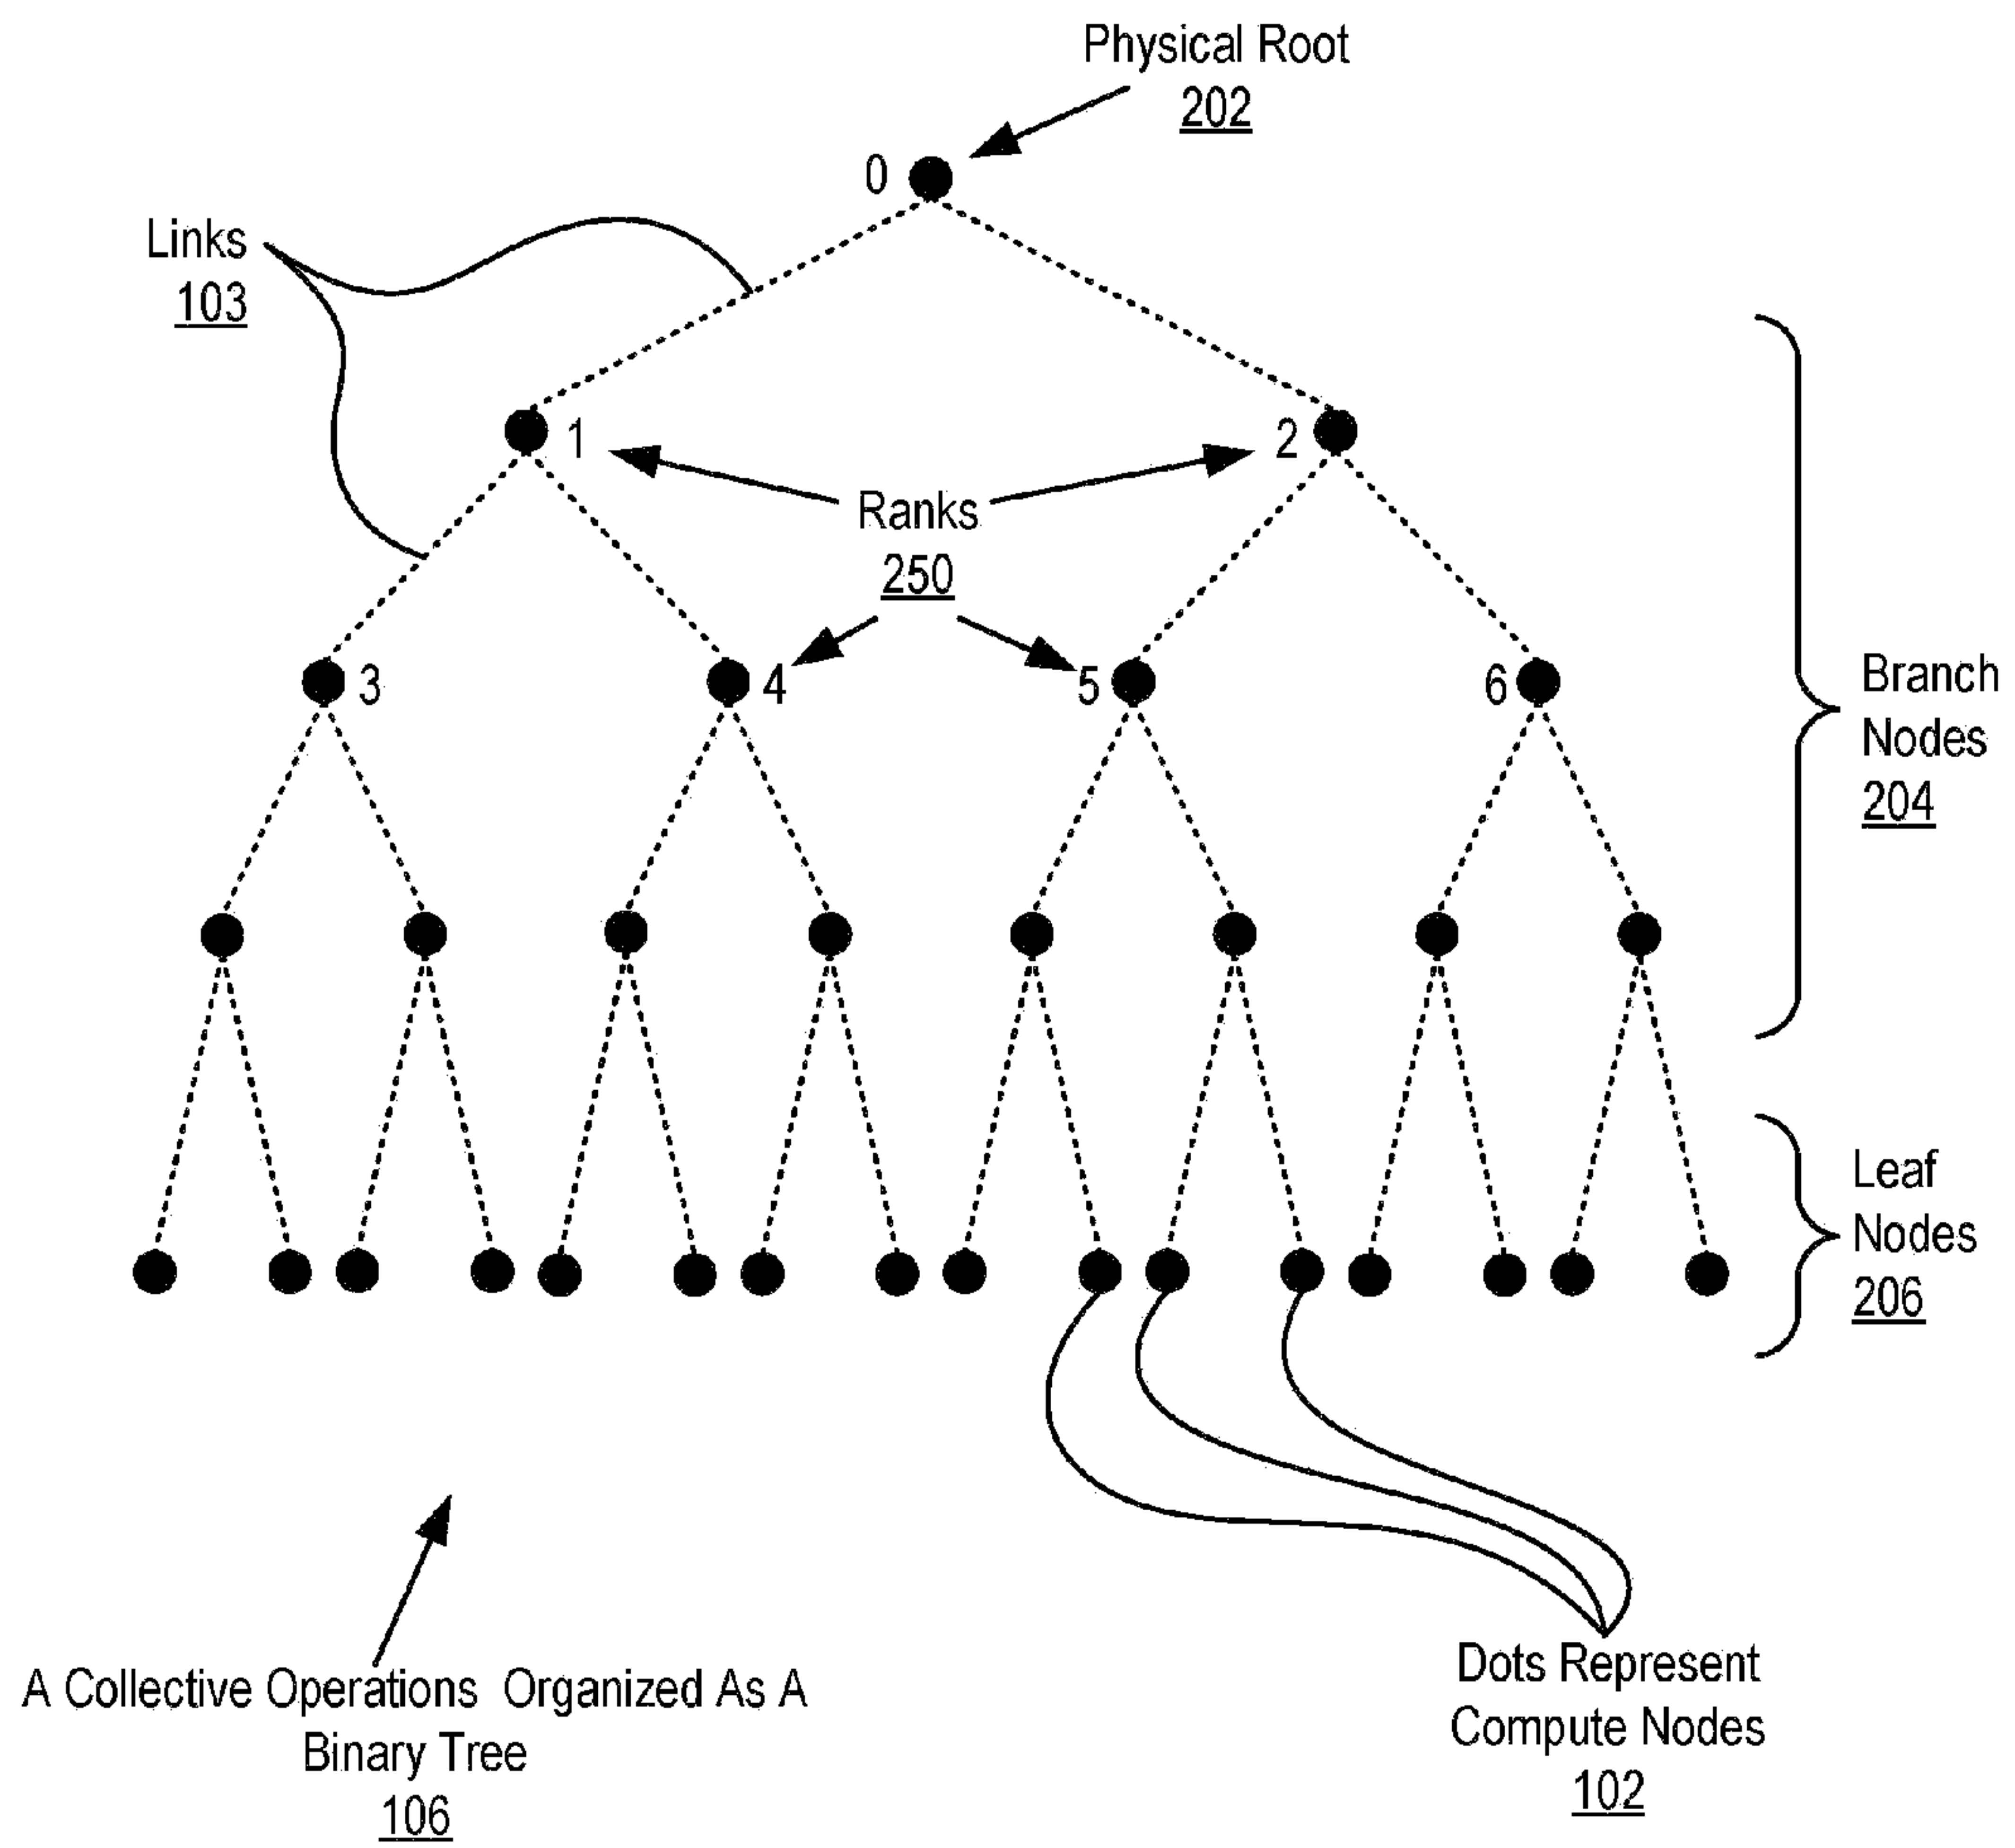 Physical Root
202
0
Links
103
1
2
Ranks
250
3
4
5
6
Branch
Nodes
204
Leaf
Nodes
206
A Collective Operations Organized As A
Binary Tree
106
Dots Represent
Compute Nodes
102